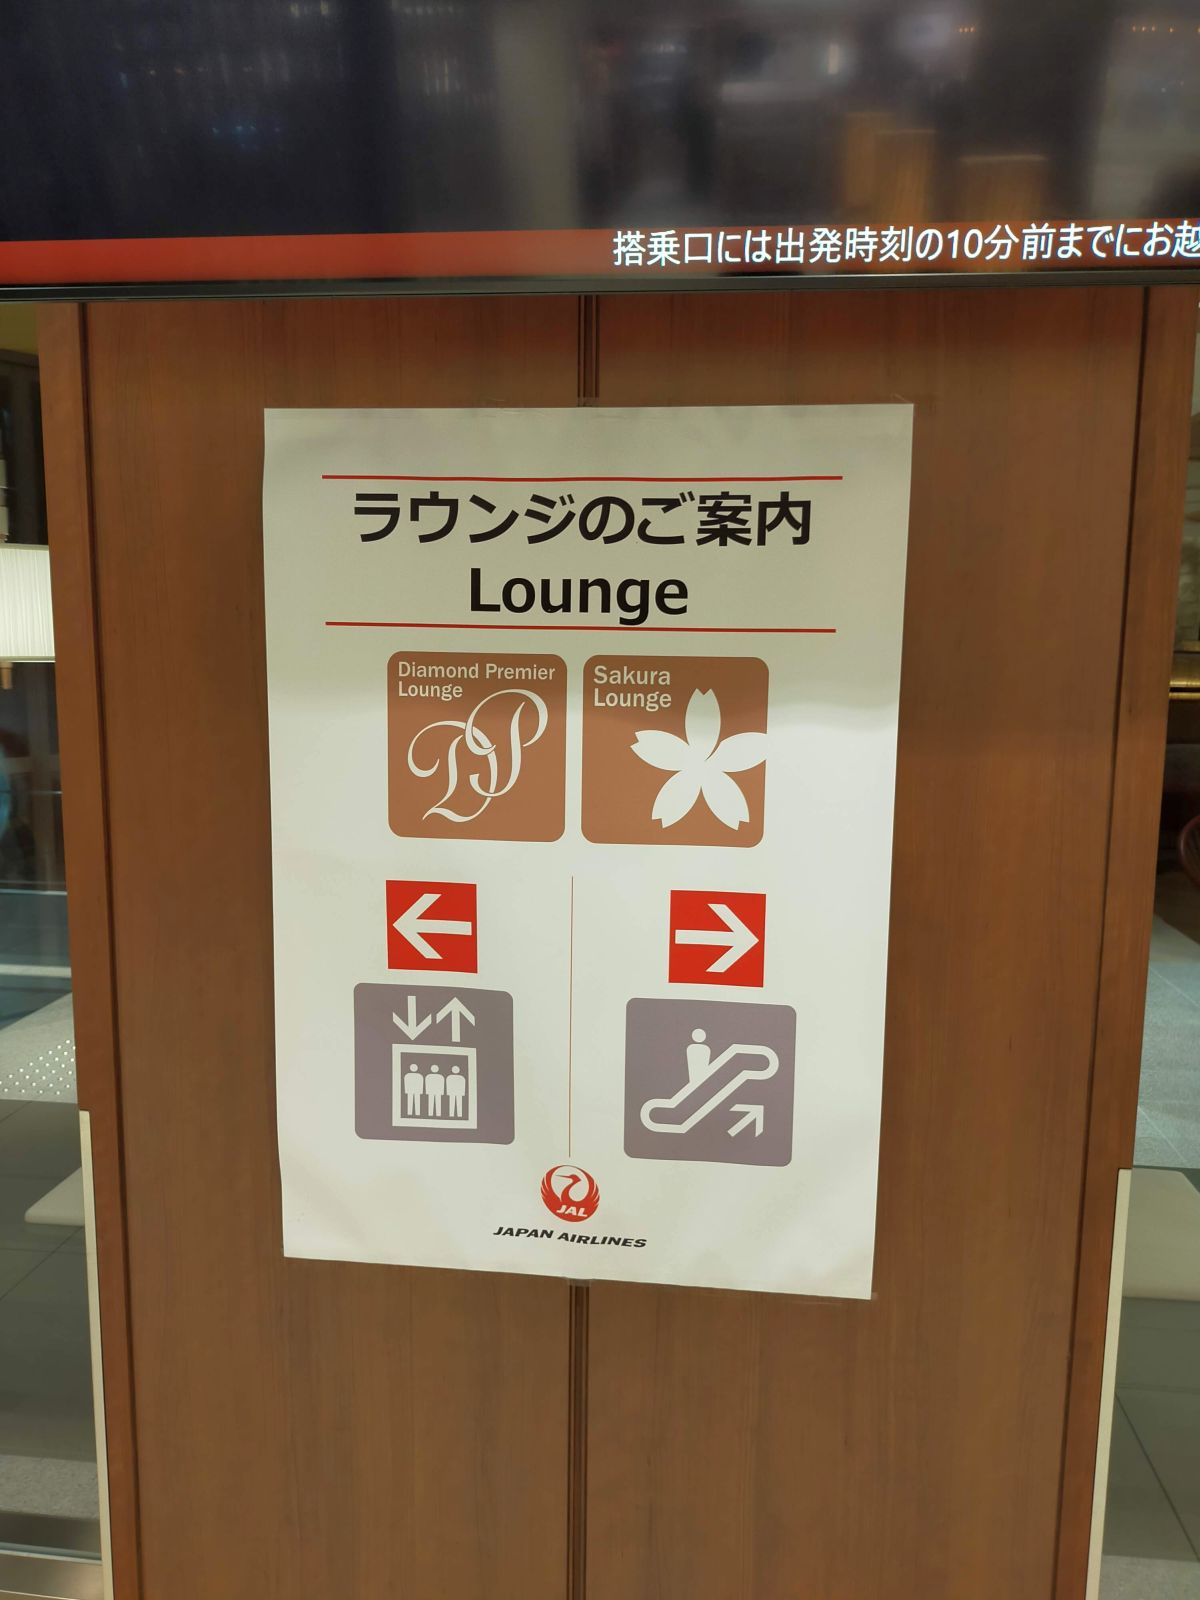 搭乗口には出発時刻の10分前までにお越
ラウンジのご案内
Lounge
Diamond Premier
Lounge
DP
Sakura
Lounge
JAL
JAPAN AIRLINES